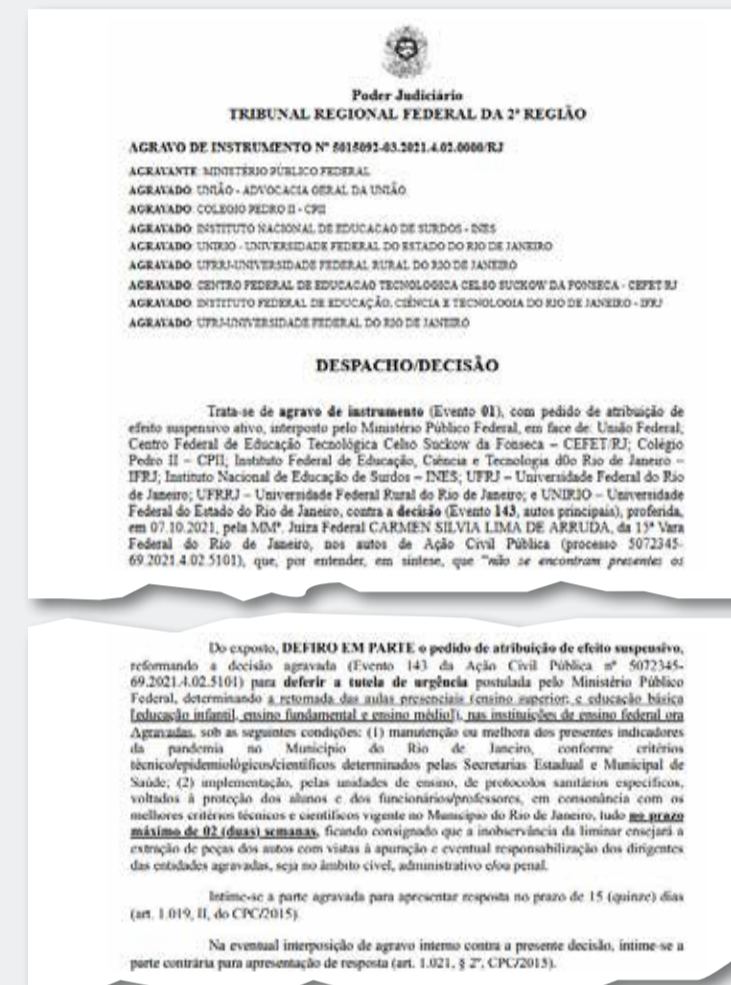 Poder Judiciário
TRIBUNAL REGIONAL FEDERAL DA 2ª REGIÃO
AGRAVO DE INSTRUMENTO Nº 5015092-03.2021.4.02.0000/RJ
AGRAVANTE: MINISTÉRIO PÚBLICO FEDERAL
AGRAVADO: UNIÃO - ADVOCACIA GERAL DA UNIÃO
AGRAVADO: COLEGIO PEDRO II - CPII
AGRAVADO: INSTITUTO NACIONAL DE EDUCACAO DE SURDOS - INES
AGRAVADO: UNIRIO - UNIVERSIDADE FEDERAL DO ESTADO DO RIO DE JANEIRO
AGRAVADO: UFRRJ-UNIVERSIDADE FEDERAL RURAL DO RIO DE JANEIRO
AGRAVADO: CENTRO FEDERAL DE EDUCACAO TECNOLOGICA CELSO SUCKOW DA FONSECA - CEFET RJ
AGRAVADO: INSTITUTO FEDERAL DE EDUCAÇÃO, CIÊNCIA E TECNOLOGIA DO RIO DE JANEIRO - IFRJ
AGRAVADO: UFRJ-UNIVERSIDADE FEDERAL DO RIO DE JANEIRO
DESPACHO/DECISÃO
Trata-se de agravo de instrumento (Evento 01), com pedido de atribuição de
efeito suspensivo ativo, interposto pelo Ministério Público Federal, em face de: União Federal;
Centro Federal de Educação Tecnológica Celso Suckow da Fonseca – CEFET/RJ; Colégio
Pedro II – CPII; Instituto Federal de Educação, Ciência e Tecnologia d0o Rio de Janeiro –
IFRJ; Instituto Nacional de Educação de Surdos – INES; UFRJ – Universidade Federal do Rio
de Janeiro; UFRRJ – Universidade Federal Rural do Rio de Janeiro; e UNIRIO – Universidade
Federal do Estado do Rio de Janeiro, contra a decisão (Evento 143, autos principais), proferida,
em 07.10.2021, pela MMª. Juíza Federal CARMEN SILVIA LIMA DE ARRUDA, da 15ª Vara
Federal do Rio de Janeiro, nos autos de Ação Civil Pública (processo 5072345-
69.2021.4.02.5101), que, por entender, em síntese, que "não se encontram presentes os
Do exposto, DEFIRO EM PARTE o pedido de atribuição de efeito suspensivo,
reformando a decisão agravada (Evento 143 da Ação Civil Pública nº 5072345-
69.2021.4.02.5101) para deferir a tutela de urgência postulada pelo Ministério Público
Federal, determinando a retomada das aulas presenciais (ensino superior; e educação básica
[educação infantil, ensino fundamental e ensino médio]), nas instituições de ensino federal ora
Agravadas, sob as seguintes condições: (1) manutenção ou melhora dos presentes indicadores
da pandemia no Município do Rio de Janeiro, conforme critérios
técnico/epidemiológicos/científicos determinados pelas Secretarias Estadual e Municipal de
Saúde; (2) implementação, pelas unidades de ensino, de protocolos sanitários específicos,
voltados à proteção dos alunos e dos funcionários/professores, em consonância com os
melhores critérios técnicos e científicos vigente no Município do Rio de Janeiro, tudo no prazo
máximo de 02 (duas) semanas, ficando consignado que a inobservância da liminar ensejará a
extração de peças dos autos com vistas à apuração e eventual responsabilização dos dirigentes
das entidades agravadas, seja no âmbito cível, administrativo e/ou penal.
Intime-se a parte agravada para apresentar resposta no prazo de 15 (quinze) dias
(art. 1.019, II, do CPC/2015).
Na eventual interposição de agravo interno contra a presente decisão, intime-se a
parte contrária para apresentação de resposta (art. 1.021, § 2º, CPC/2015).